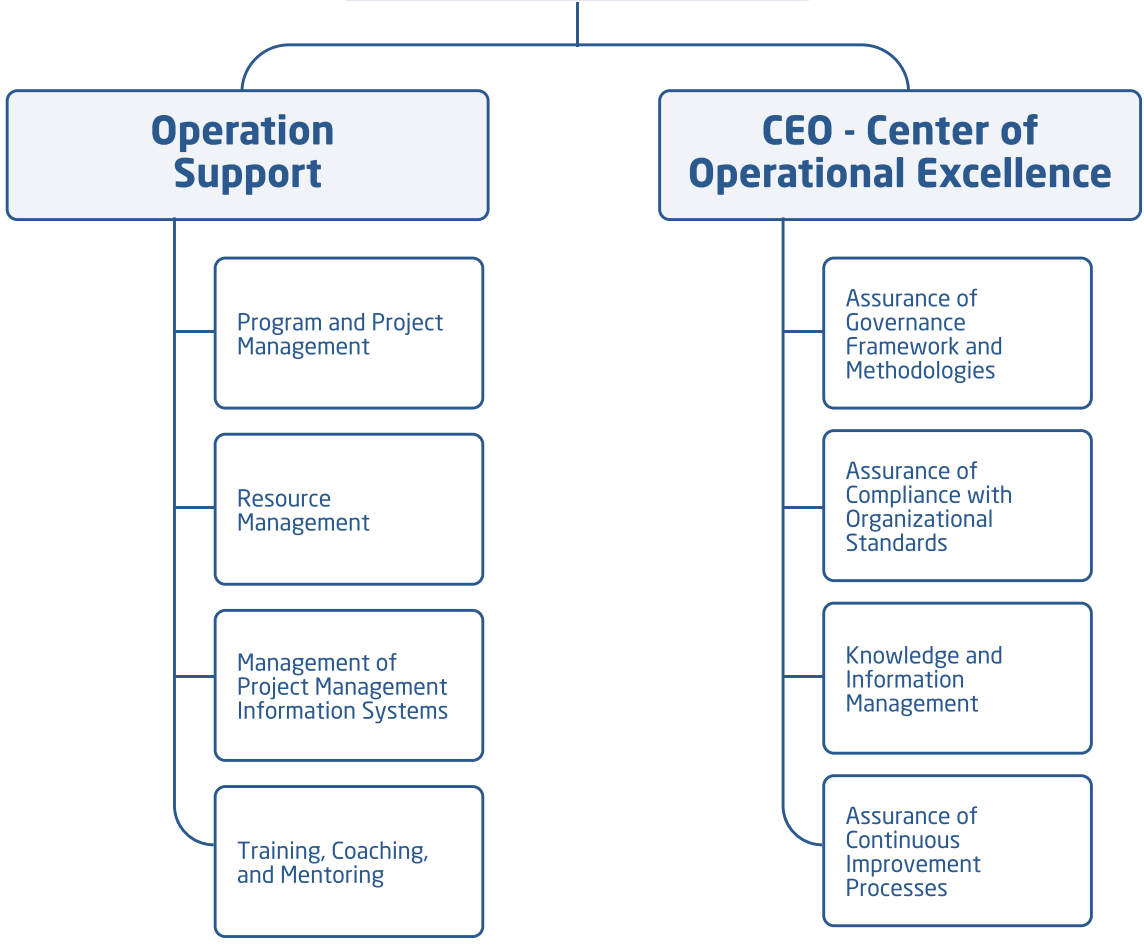 Operation
Support
Program and Project
Management
Resource
Management
Management of
Project Management
Information Systems
Training, Coaching,
and Mentoring
CEO - Center of
Operational Excellence
Assurance of
Governance
Framework and
Methodologies
Assurance of
Compliance with
Organizational
Standards
Knowledge and
Information
Management
Assurance of
Continuous
Improvement
Processes